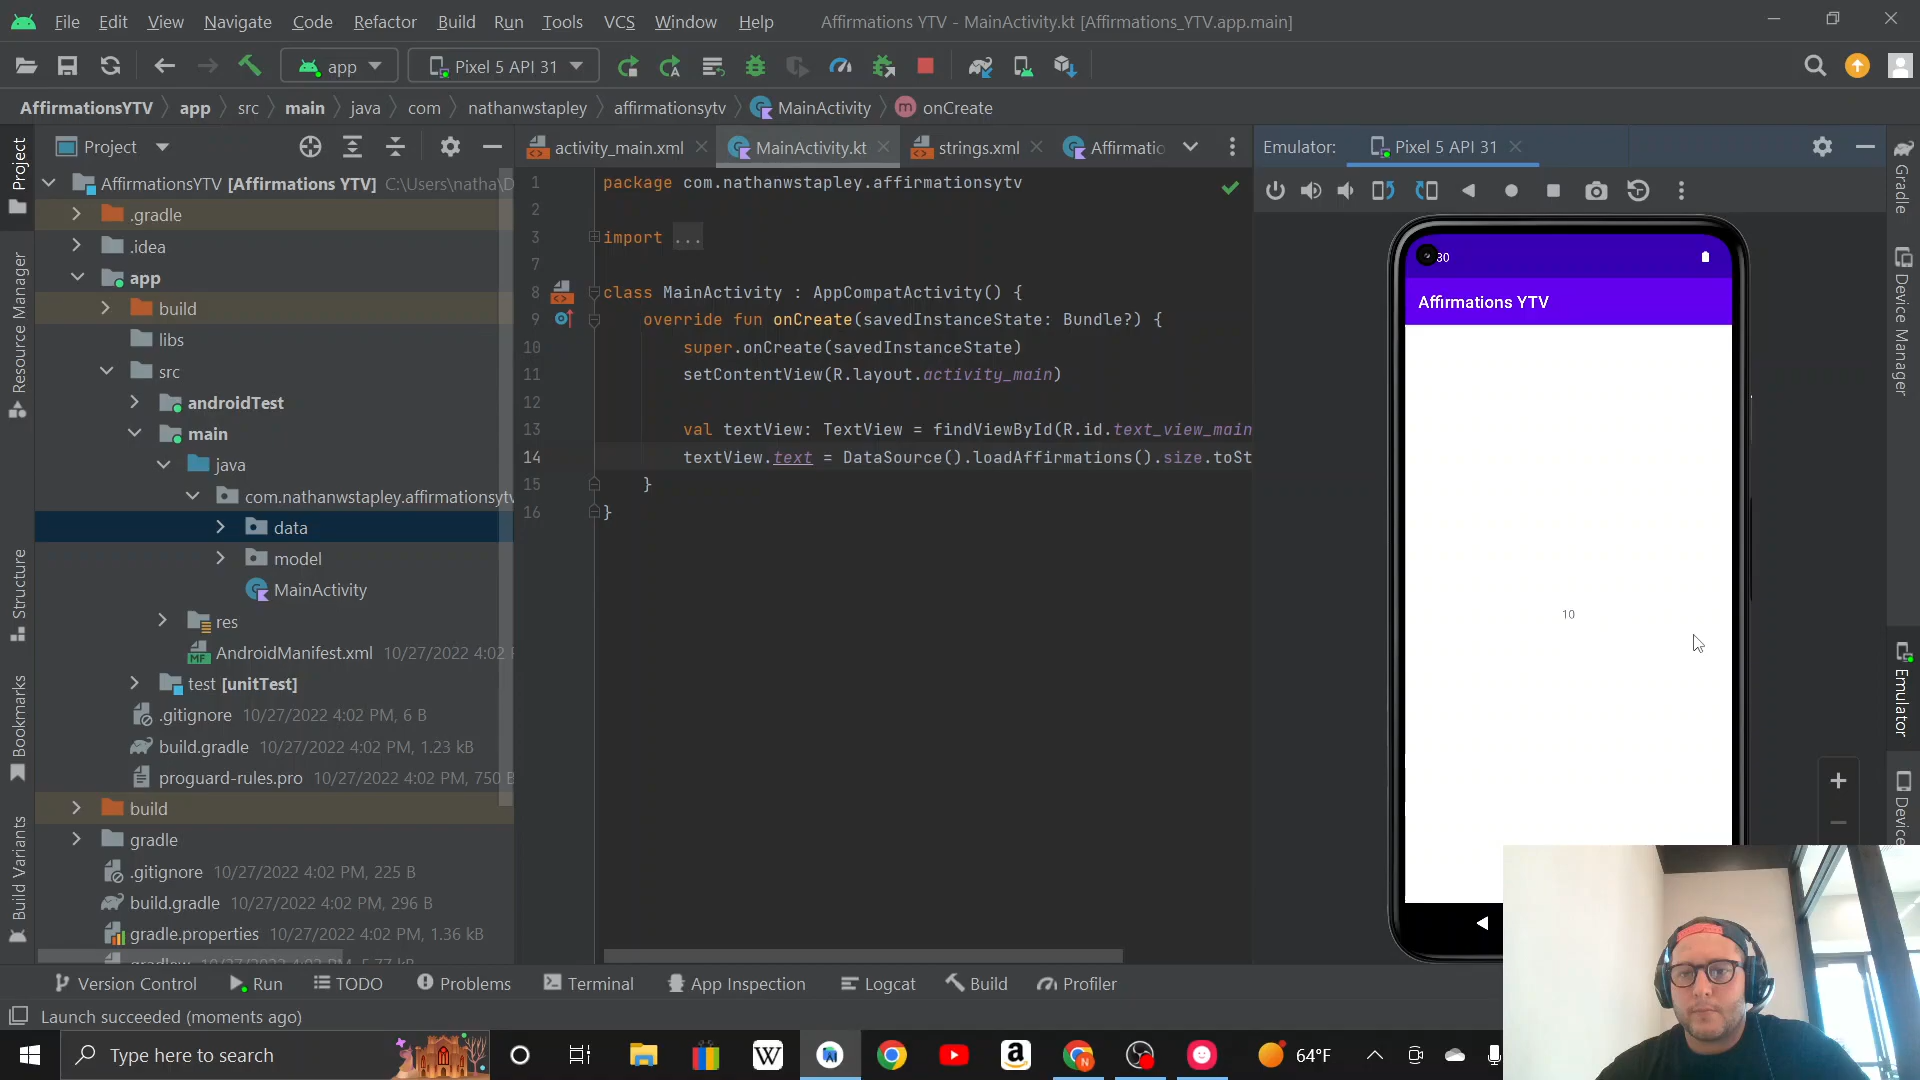 File Edit View Navigate Code Refactor Build Run Tools VCS Window Help Affirmations YTV - MainActivity.kt [Affirmations_YTV.app.main]
app Pixel 5 API 31
AffirmationsYTV app src main java com nathanwstapley affirmationsytv MainActivity onCreate
Project
activity_main.xml MainActivity.kt strings.xml Affirmatio
Emulator: Pixel 5 API 31
AffirmationsYTV [Affirmations YTV] C:\Users\natha\D
.gradle
.idea
app
build
libs
src
androidTest
main
java
com.nathanwstapley.affirmationsytv
data
model
MainActivity
res
AndroidManifest.xml 10/27/2022 4:02 P
test [unitTest]
.gitignore 10/27/2022 4:02 PM, 6 B
build.gradle 10/27/2022 4:02 PM, 1.23 kB
proguard-rules.pro 10/27/2022 4:02 PM, 750 B
build
gradle
.gitignore 10/27/2022 4:02 PM, 225 B
build.gradle 10/27/2022 4:02 PM, 296 B
gradle.properties 10/27/2022 4:02 PM, 1.36 kB
1 package com.nathanwstapley.affirmationsytv
2
3 import ...
7
8 class MainActivity : AppCompatActivity() {
9 override fun onCreate(savedInstanceState: Bundle?) {
10 super.onCreate(savedInstanceState)
11 setContentView(R.layout.activity_main)
12
13 val textView: TextView = findViewById(R.id.text_view_main
14 textView.text = DataSource().loadAffirmations().size.toSt
15 }
16 }
30
Affirmations YTV
10
Project
Resource Manager
Structure
Bookmarks
Build Variants
Gradle
Device Manager
Emulator
Device
Version Control Run TODO Problems Terminal App Inspection Logcat Build Profiler
Launch succeeded (moments ago)
Type here to search
W
a
N
64°F